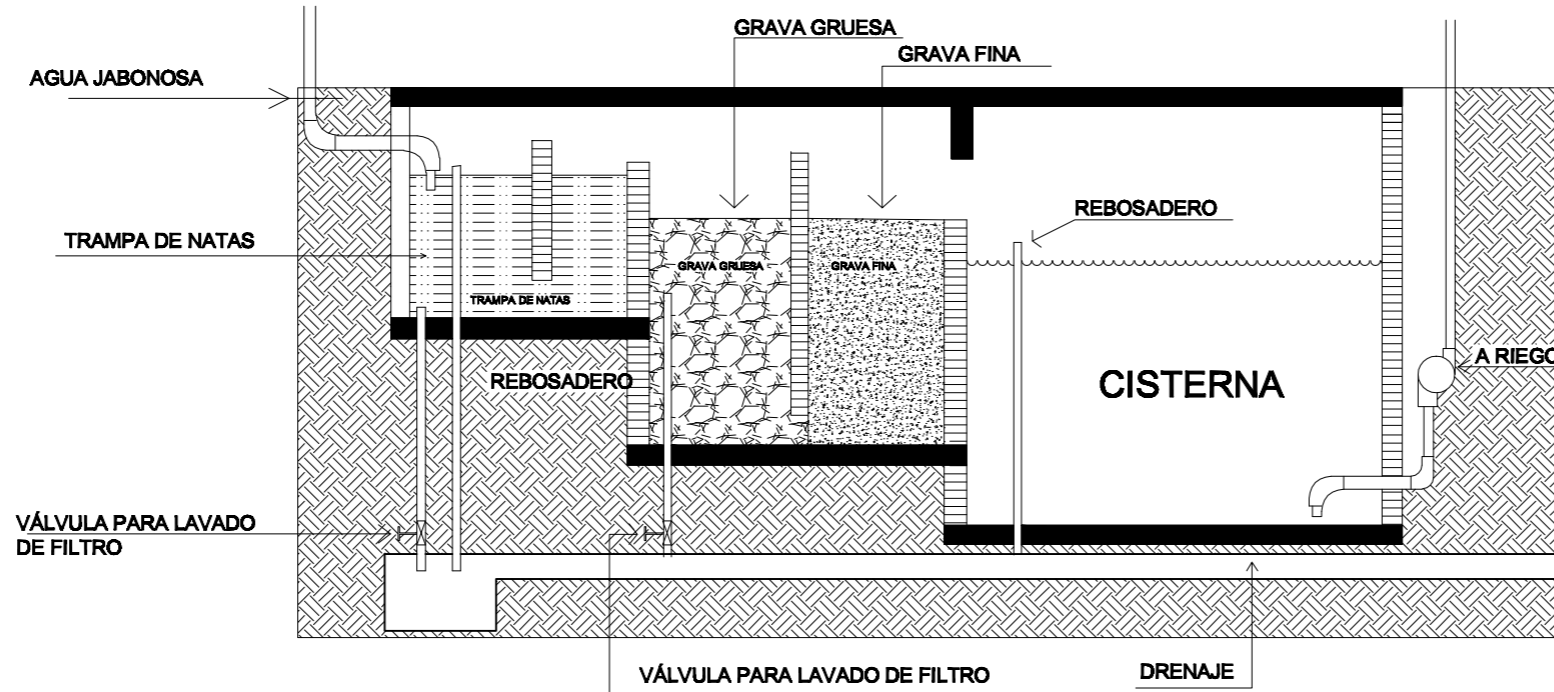 GRAVA GRUESA
GRAVA FINA
AGUA JABONOSA
REBOSADERO
TRAMPA DE NATAS
GRAVA GRUESA
GRAVA FINA
TRAMPA DE NATAS
A RIEGO
REBOSADERO
CISTERNA
VÁLVULA PARA LAVADO
DE FILTRO
VÁLVULA PARA LAVADO DE FILTRO
DRENAJE